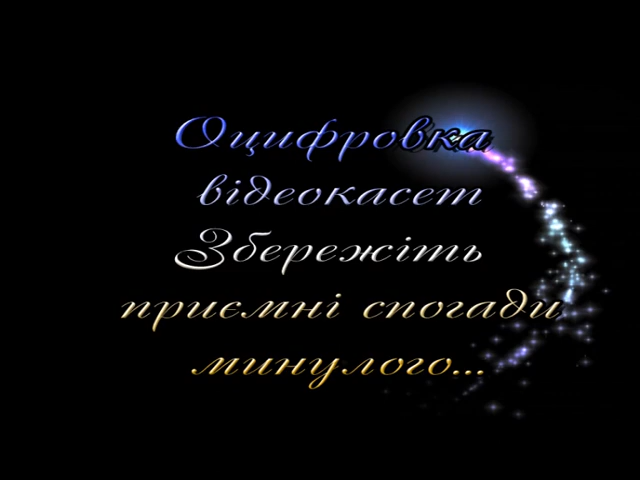 Оцифровка
відеокасет
Збережіть
приємні спогади
минулого...